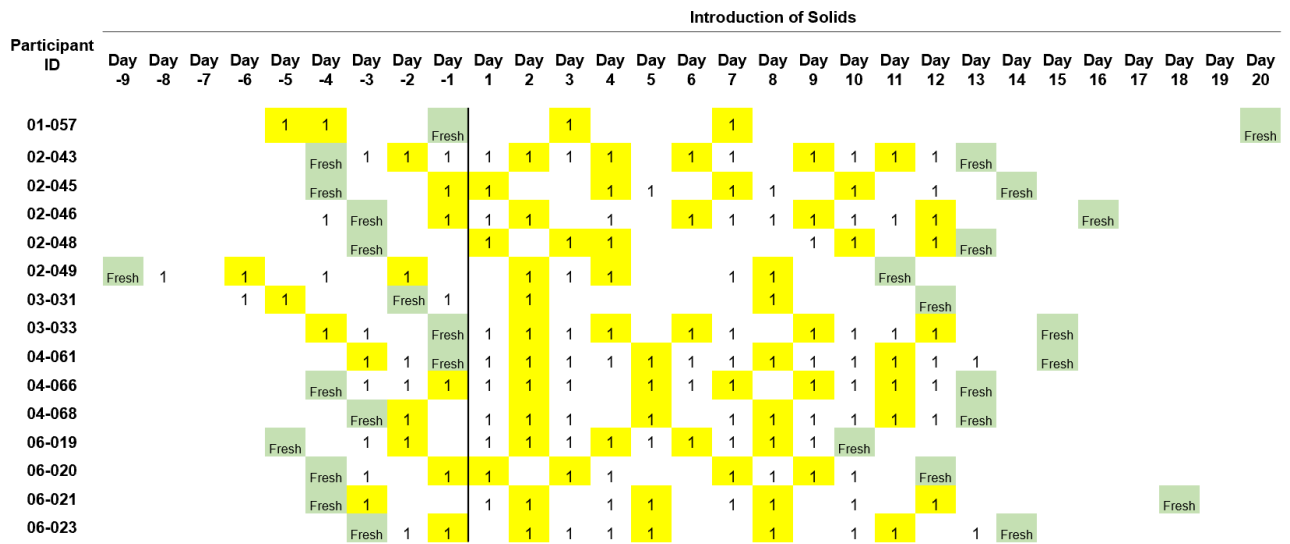 Introduction of Solids
Participant ID Day -9 Day -8 Day -7 Day -6 Day -5 Day -4 Day -3 Day -2 Day -1 Day 1 Day 2 Day 3 Day 4 Day 5 Day 6 Day 7 Day 8 Day 9 Day 10 Day 11 Day 12 Day 13 Day 14 Day 15 Day 16 Day 17 Day 18 Day 19 Day 20
01-057 1 1 Fresh 1 1 Fresh
02-043 Fresh 1 1 1 1 1 1 1 1 1 1 1 1 1 Fresh
02-045 Fresh 1 1 1 1 1 1 1 1 Fresh
02-046 1 Fresh 1 1 1 1 1 1 1 1 1 1 1 Fresh
02-048 Fresh 1 1 1 1 1 1 Fresh
02-049 Fresh 1 1 1 1 1 1 1 1 1 Fresh
03-031 1 1 Fresh 1 1 1 Fresh
03-033 1 1 Fresh 1 1 1 1 1 1 1 1 1 1 Fresh
04-061 1 1 Fresh 1 1 1 1 1 1 1 1 1 1 1 1 1 Fresh
04-066 Fresh 1 1 1 1 1 1 1 1 1 1 1 1 1 Fresh
04-068 Fresh 1 1 1 1 1 1 1 1 1 1 1 Fresh
06-019 Fresh 1 1 1 1 1 1 1 1 1 1 1 Fresh
06-020 Fresh 1 1 1 1 1 1 1 1 1 Fresh
06-021 Fresh 1 1 1 1 1 1 1 1 1 Fresh
06-023 Fresh 1 1 1 1 1 1 1 1 1 1 Fresh